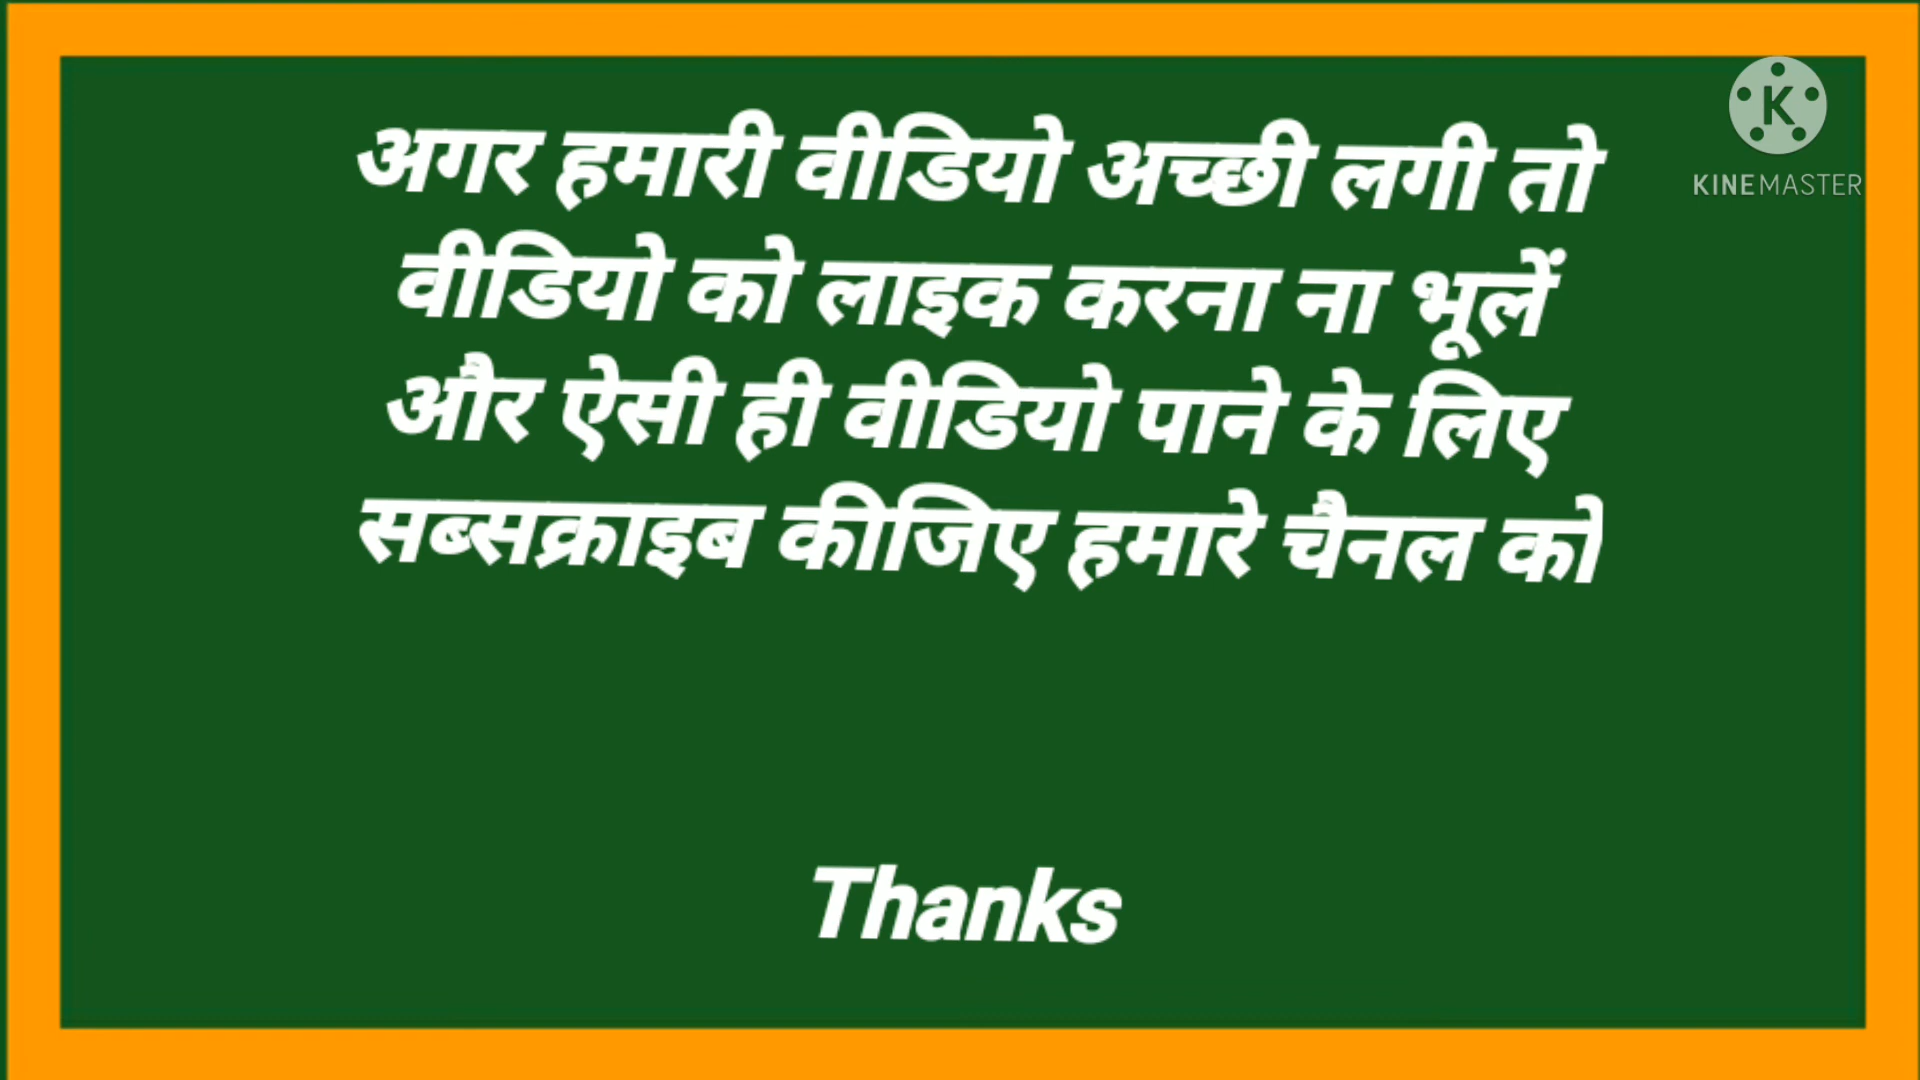 अगर हमारी वीडियो अच्छी लगी तो
वीडियो को लाइक करना ना भूलें
और ऐसी ही वीडियो पाने के लिए
सब्सक्राइब कीजिए हमारे चैनल को
Thanks
K
KINEMASTER